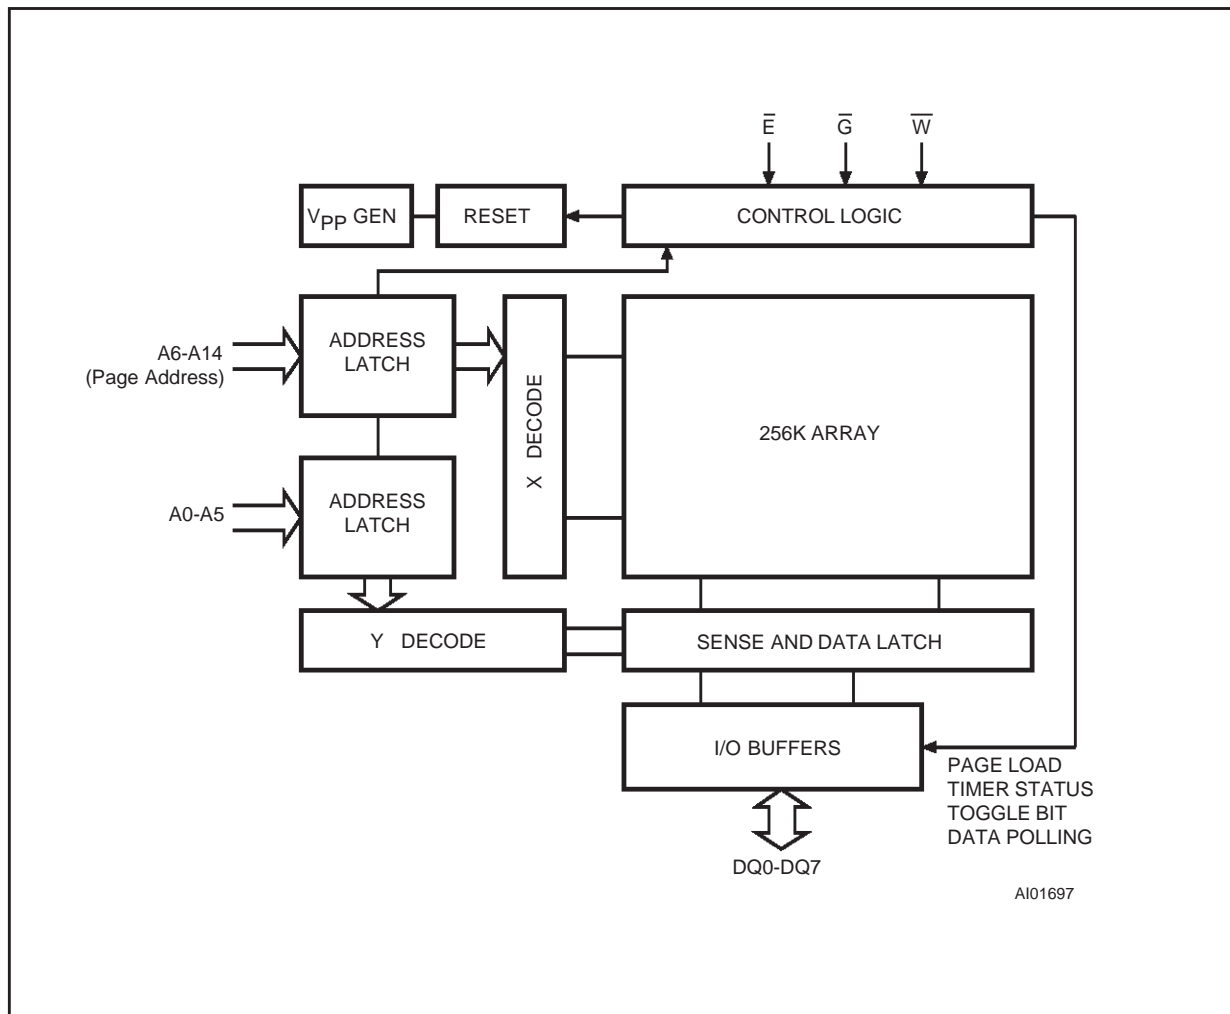 E̅ G̅ W̅
VPP GEN
RESET
CONTROL LOGIC
A6-A14
(Page Address)
ADDRESS
LATCH
X DECODE
256K ARRAY
A0-A5
ADDRESS
LATCH
Y DECODE
SENSE AND DATA LATCH
I/O BUFFERS
PAGE LOAD
TIMER STATUS
TOGGLE BIT
DATA POLLING
DQ0-DQ7
AI01697